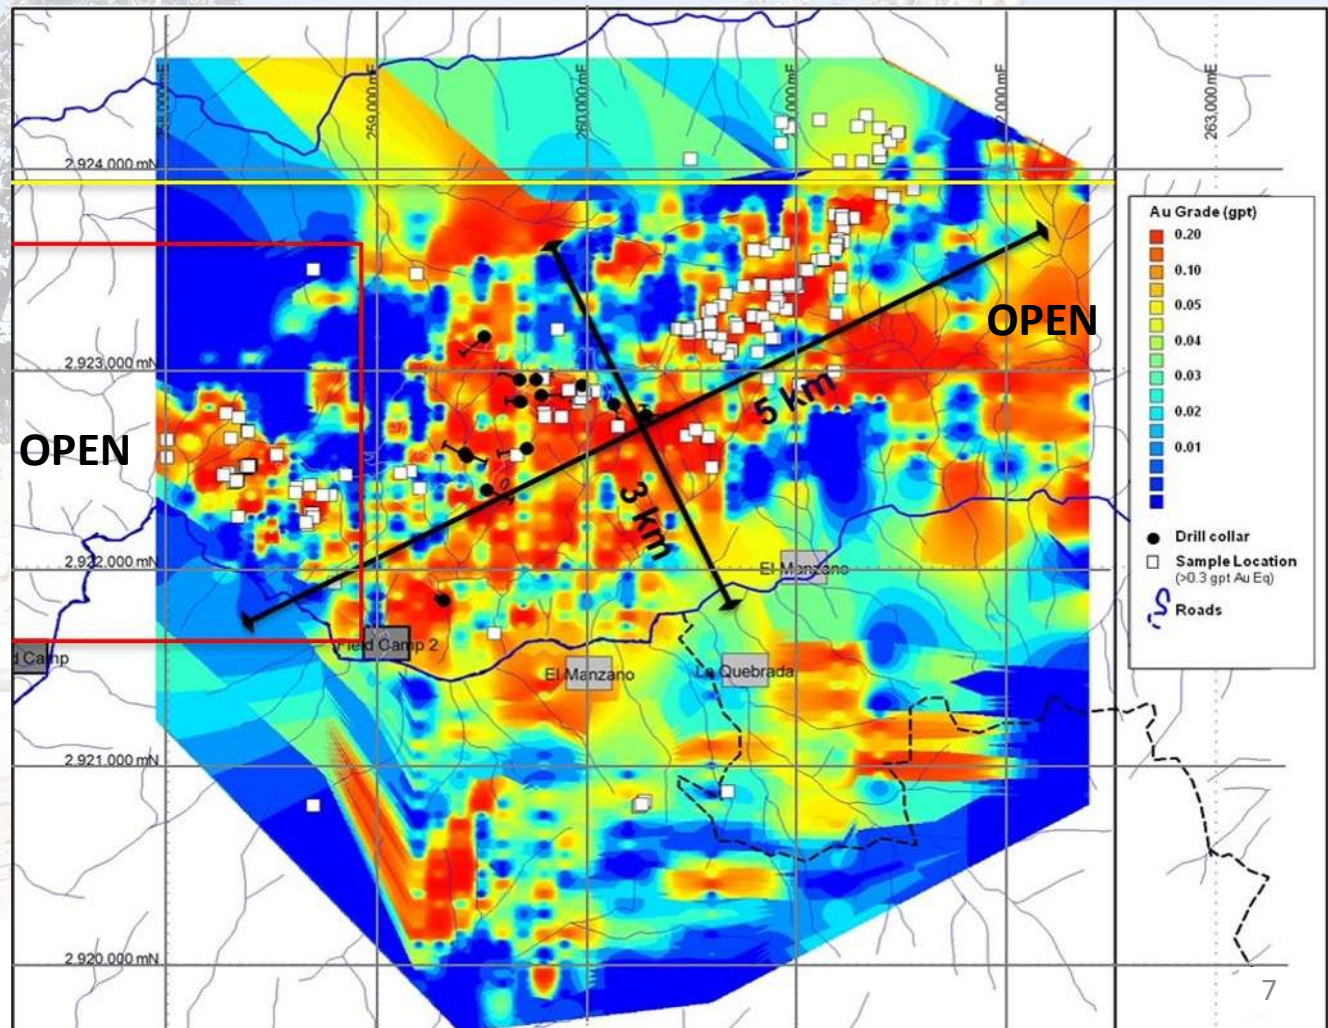 259,000 mE
260,000 mE
263,000 mE
2,924,000 mN
2,923,000 mN
2,922,000 mN
2,921,000 mN
2,920,000 mN
OPEN
OPEN
5 km
3 km
El Manzano
Field Camp 2
d Camp
El Manzano
La Quebrada
Au Grade (gpt)
0.20
0.10
0.05
0.04
0.03
0.02
0.01
Drill collar
Sample Location
(>0.3 gpt Au Eq)
Roads
7